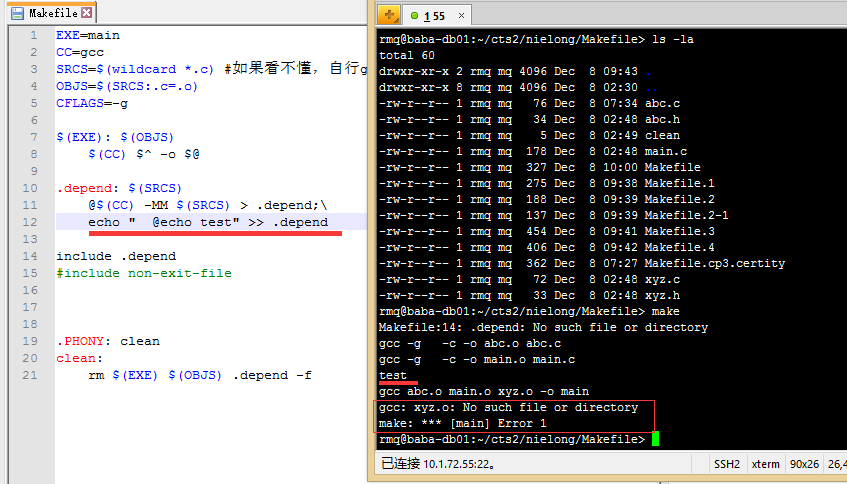 Makefile
1 EXE=main
2 CC=gcc
3 SRCS=$(wildcard *.c) #如果看不懂，自行g
4 OBJS=$(SRCS:.c=.o)
5 CFLAGS=-g
6
7 $(EXE): $(OBJS)
8 $(CC) $^ -o $@
9
10 .depend: $(SRCS)
11 @$(CC) -MM $(SRCS) > .depend;\
12 echo "  @echo test" >> .depend
13
14 include .depend
15 #include non-exit-file
16
17
18
19 .PHONY: clean
20 clean:
21 rm $(EXE) $(OBJS) .depend -f
1 55 ×
rmq@baba-db01:~/cts2/nielong/Makefile> ls -la
total 60
drwxr-xr-x 2 rmq mq 4096 Dec  8 09:43 .
drwxr-xr-x 8 rmq mq 4096 Dec  8 02:30 ..
-rw-r--r-- 1 rmq mq   76 Dec  8 07:34 abc.c
-rw-r--r-- 1 rmq mq   34 Dec  8 02:48 abc.h
-rw-r--r-- 1 rmq mq    5 Dec  8 02:49 clean
-rw-r--r-- 1 rmq mq  178 Dec  8 02:48 main.c
-rw-r--r-- 1 rmq mq  327 Dec  8 10:00 Makefile
-rw-r--r-- 1 rmq mq  275 Dec  8 09:38 Makefile.1
-rw-r--r-- 1 rmq mq  188 Dec  8 09:39 Makefile.2
-rw-r--r-- 1 rmq mq  137 Dec  8 09:39 Makefile.2-1
-rw-r--r-- 1 rmq mq  454 Dec  8 09:41 Makefile.3
-rw-r--r-- 1 rmq mq  406 Dec  8 09:42 Makefile.4
-rw-r--r-- 1 rmq mq  362 Dec  8 07:27 Makefile.cp3.certity
-rw-r--r-- 1 rmq mq   72 Dec  8 02:48 xyz.c
-rw-r--r-- 1 rmq mq   33 Dec  8 02:48 xyz.h
rmq@baba-db01:~/cts2/nielong/Makefile> make
Makefile:14: .depend: No such file or directory
gcc -g   -c -o abc.o abc.c
gcc -g   -c -o main.o main.c
test
gcc abc.o main.o xyz.o -o main
gcc: xyz.o: No such file or directory
make: *** [main] Error 1
rmq@baba-db01:~/cts2/nielong/Makefile>
已连接 10.1.72.55:22。 SSH2 xterm 90x26 26,4